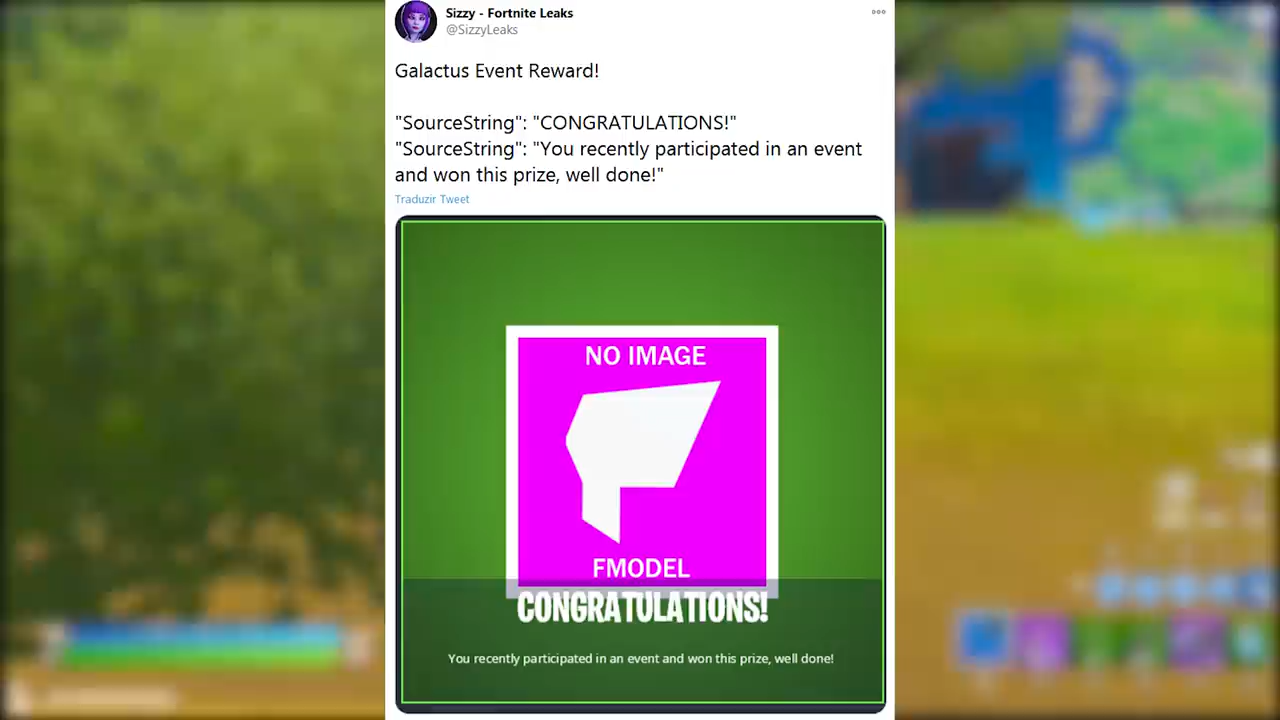 Sizzy - Fortnite Leaks
@SizzyLeaks
Galactus Event Reward!
"SourceString": "CONGRATULATIONS!"
"SourceString": "You recently participated in an event
and won this prize, well done!"
Traduzir Tweet
NO IMAGE
FMODEL
CONGRATULATIONS!
You recently participated in an event and won this prize, well done!